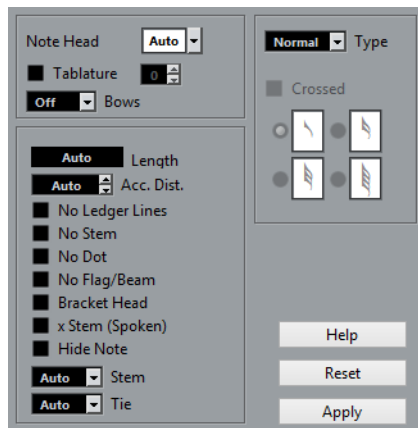 Note Head Auto
Tablature 0
Off Bows
Auto Length
Auto Acc. Dist.
No Ledger Lines
No Stem
No Dot
No Flag/Beam
Bracket Head
x Stem (Spoken)
Hide Note
Auto Stem
Auto Tie
Normal Type
Crossed
Help
Reset
Apply